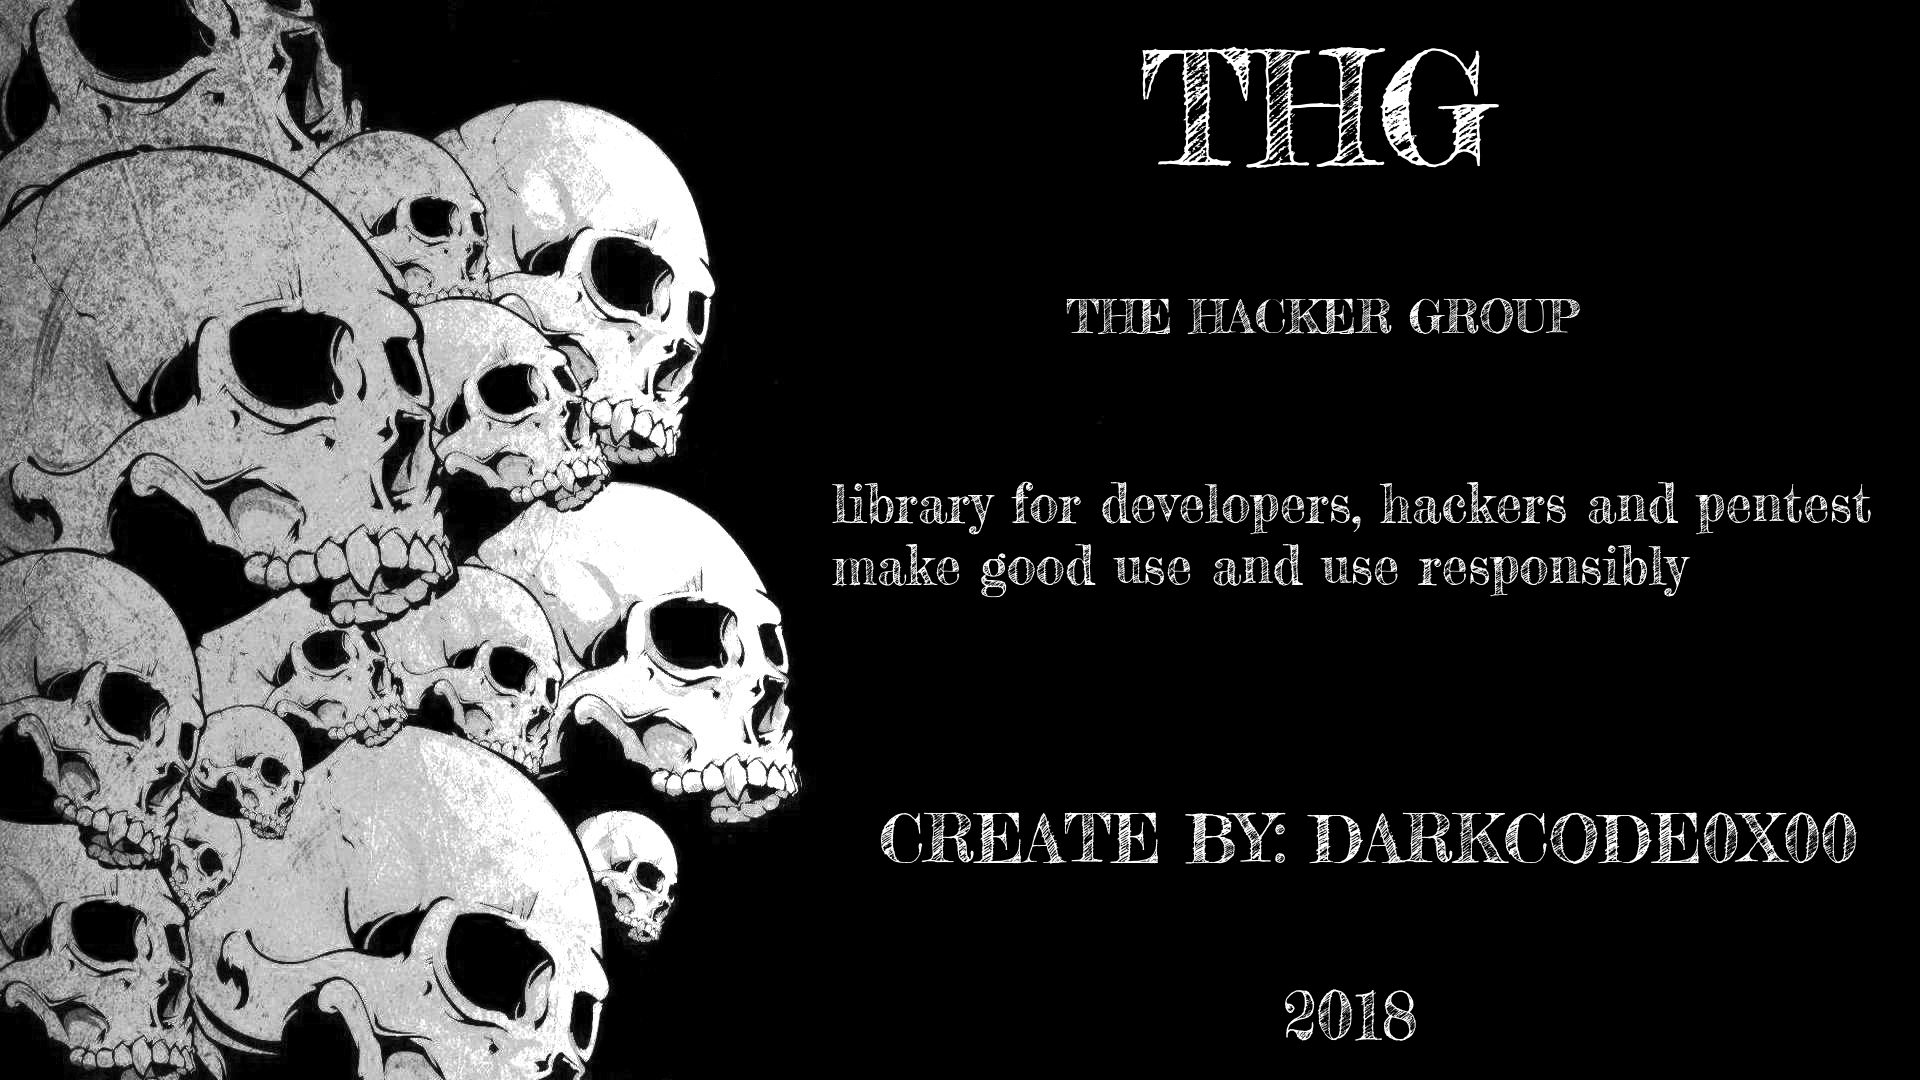 THG
THE HACKER GROUP
library for developers, hackers and pentest
make good use and use responsibly
CREATE BY: DARKCODE0X00
2018